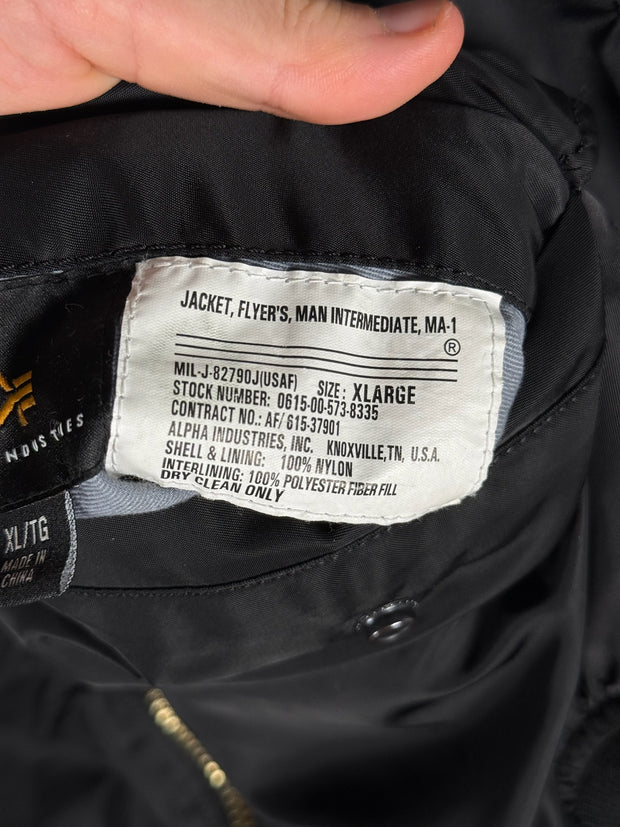 JACKET, FLYER'S, MAN INTERMEDIATE, MA-1
®
MIL-J-82790J(USAF) SIZE: XLARGE
STOCK NUMBER: 0615-00-573-8335
CONTRACT NO.: AF/615-37901
ALPHA INDUSTRIES, INC. KNOXVILLE, TN, U.S.A.
SHELL & LINING: 100% NYLON
INTERLINING: 100% POLYESTER FIBER FILL
DRY CLEAN ONLY
NDUSTRIES
XL/TG
MADE IN
CHINA